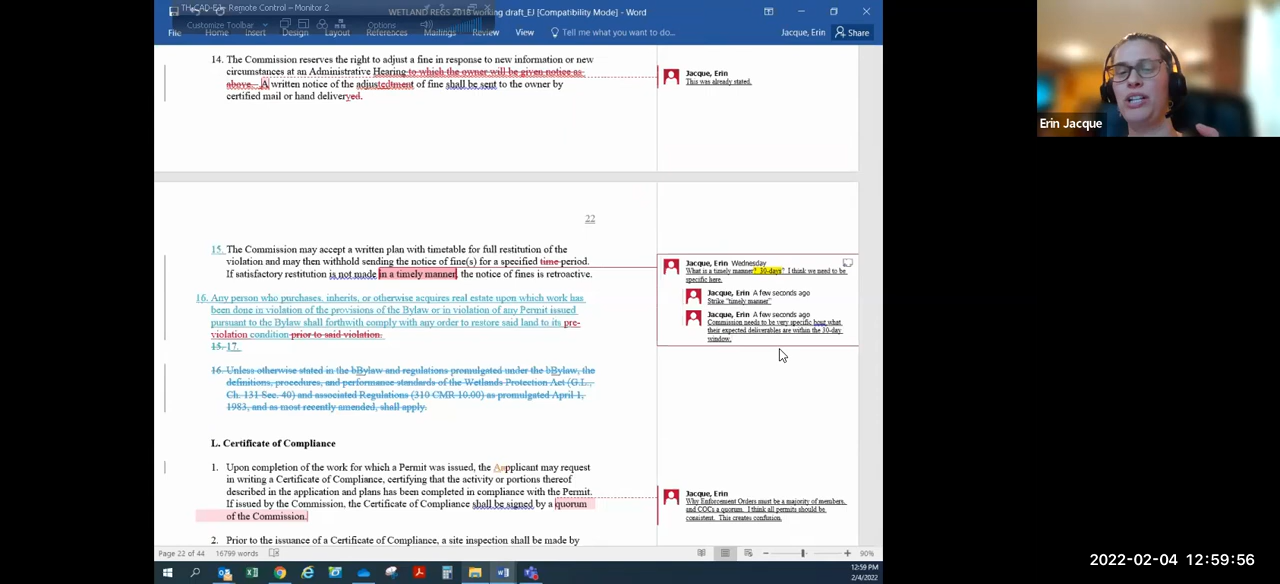 TH-CAD-E1 - Remote Control - Monitor 2
WETLAND REGS 2018 working draft_EJ [Compatibility Mode] - Word
Customize Toolbar
Options
File Home Insert Design Layout References Mailings Review View Tell me what you want to do...
Jacque, Erin Share
14. The Commission reserves the right to adjust a fine in response to new information or new
circumstances at an Administrative Hearing to which the owner will be given notice as
above. A written notice of the adjustedtment of fine shall be sent to the owner by
certified mail or hand deliveryed.
Jacque, Erin
This was already stated.
22
15. The Commission may accept a written plan with timetable for full restitution of the
violation and may then withhold sending the notice of fine(s) for a specified time period.
If satisfactory restitution is not made in a timely manner, the notice of fines is retroactive.
16. Any person who purchases, inherits, or otherwise acquires real estate upon which work has
been done in violation of the provisions of the Bylaw or in violation of any Permit issued
pursuant to the Bylaw shall forthwith comply with any order to restore said land to its pre-
violation condition prior to said violation.
15. 17.
16. Unless otherwise stated in the bBylaw and regulations promulgated under the bBylaw, the
definitions, procedures, and performance standards of the Wetlands Protection Act (G.L.
Ch. 131 Sec. 40) and associated Regulations (310 CMR 10.00) as promulgated April 1,
1983, and as most recently amended, shall apply.
Jacque, Erin Wednesday
What is a timely manner? 30-days? I think we need to be
specific here.
Jacque, Erin A few seconds ago
Strike "timely manner"
Jacque, Erin A few seconds ago
Commission needs to be very specific bout what
their expected deliverables are within the 30-day
window.
L. Certificate of Compliance
1. Upon completion of the work for which a Permit was issued, the Aapplicant may request
in writing a Certificate of Compliance, certifying that the activity or portions thereof
described in the application and plans has been completed in compliance with the Permit.
If issued by the Commission, the Certificate of Compliance shall be signed by a quorum
of the Commission.
Jacque, Erin
Why Enforcement Orders must be a majority of members,
and COCs a quorum. I think all permits should be
consistent. This creates confusion.
2. Prior to the issuance of a Certificate of Compliance, a site inspection shall be made by
Page 22 of 44 16799 words
90%
12:59 PM
2/4/2022
Erin Jacque
2022-02-04 12:59:56